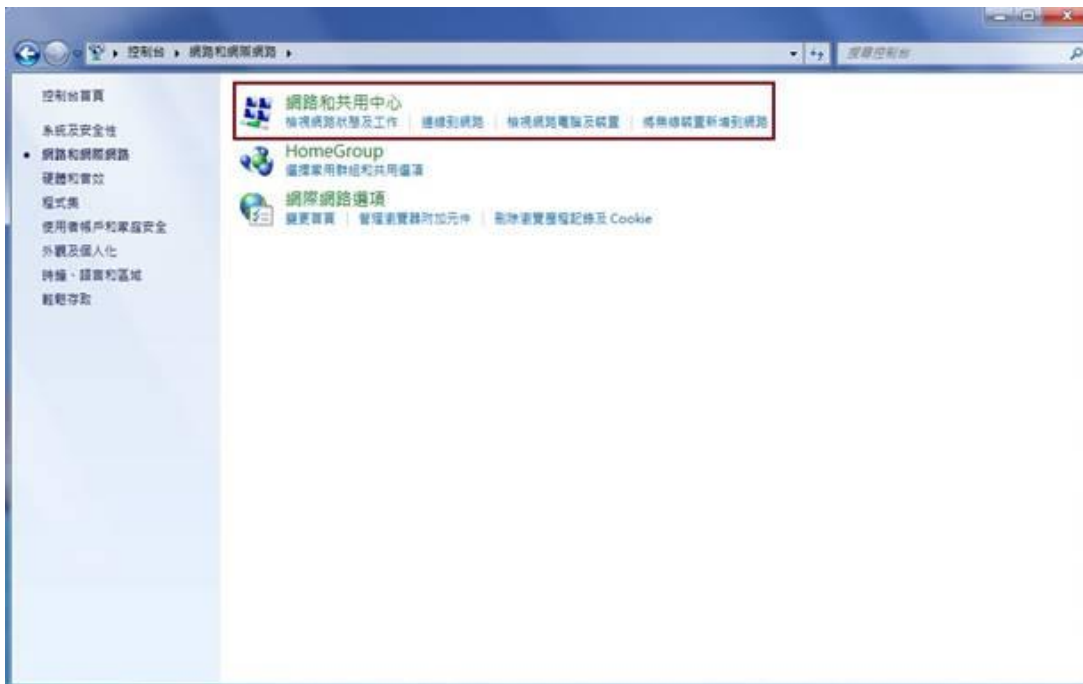 控制台 ▸ 網路和網際網路 ▸
搜尋控制台
控制台首頁
系統及安全性
網路和網際網路
硬體和音效
程式集
使用者帳戶和家庭安全
外觀及個人化
時鐘、語言和區域
輕鬆存取
網路和共用中心
檢視網路狀態及工作 | 連線到網路 | 檢視網路電腦及裝置 | 將無線裝置新增到網路
HomeGroup
選擇家用群組和共用選項
網際網路選項
變更首頁 | 管理瀏覽器附加元件 | 刪除瀏覽歷程記錄及 Cookie